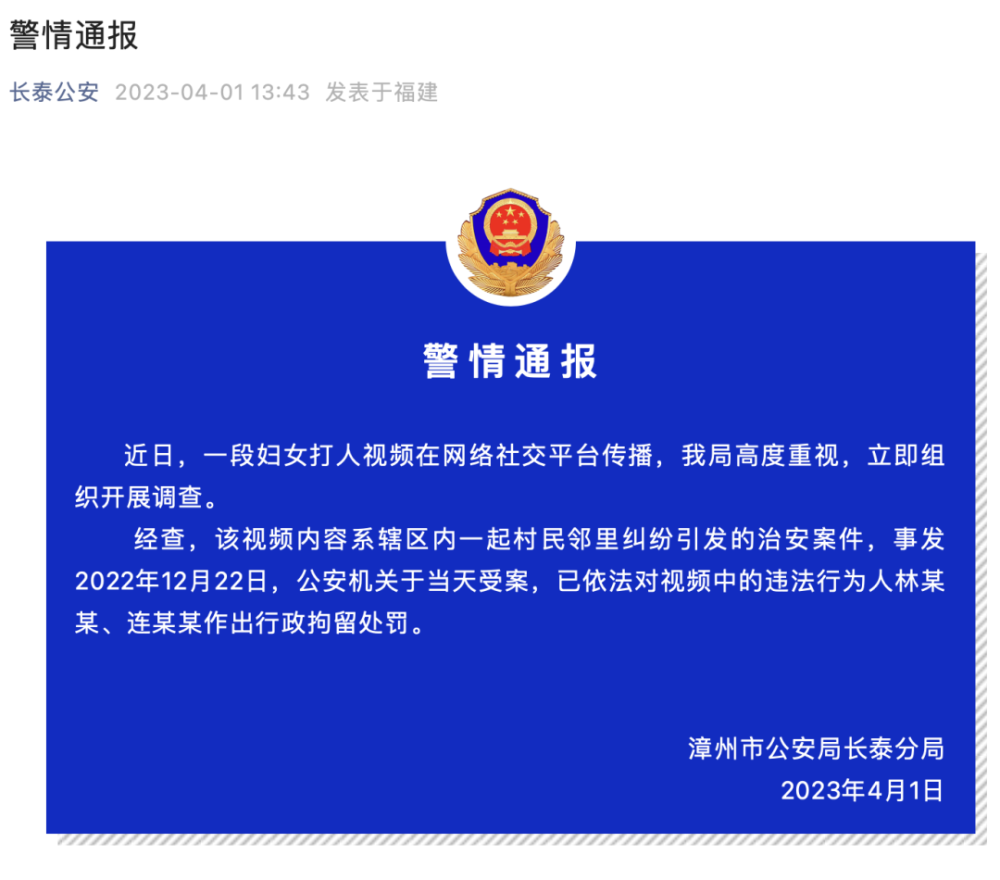 警情通报
长泰公安 2023-04-01 13:43 发表于福建
警情通报
近日，一段妇女打人视频在网络社交平台传播，我局高度重视，立即组
织开展调查。
经查，该视频内容系辖区内一起村民邻里纠纷引发的治安案件，事发
2022年12月22日，公安机关于当天受案，已依法对视频中的违法行为人林某
某、连某某作出行政拘留处罚。
漳州市公安局长泰分局
2023年4月1日